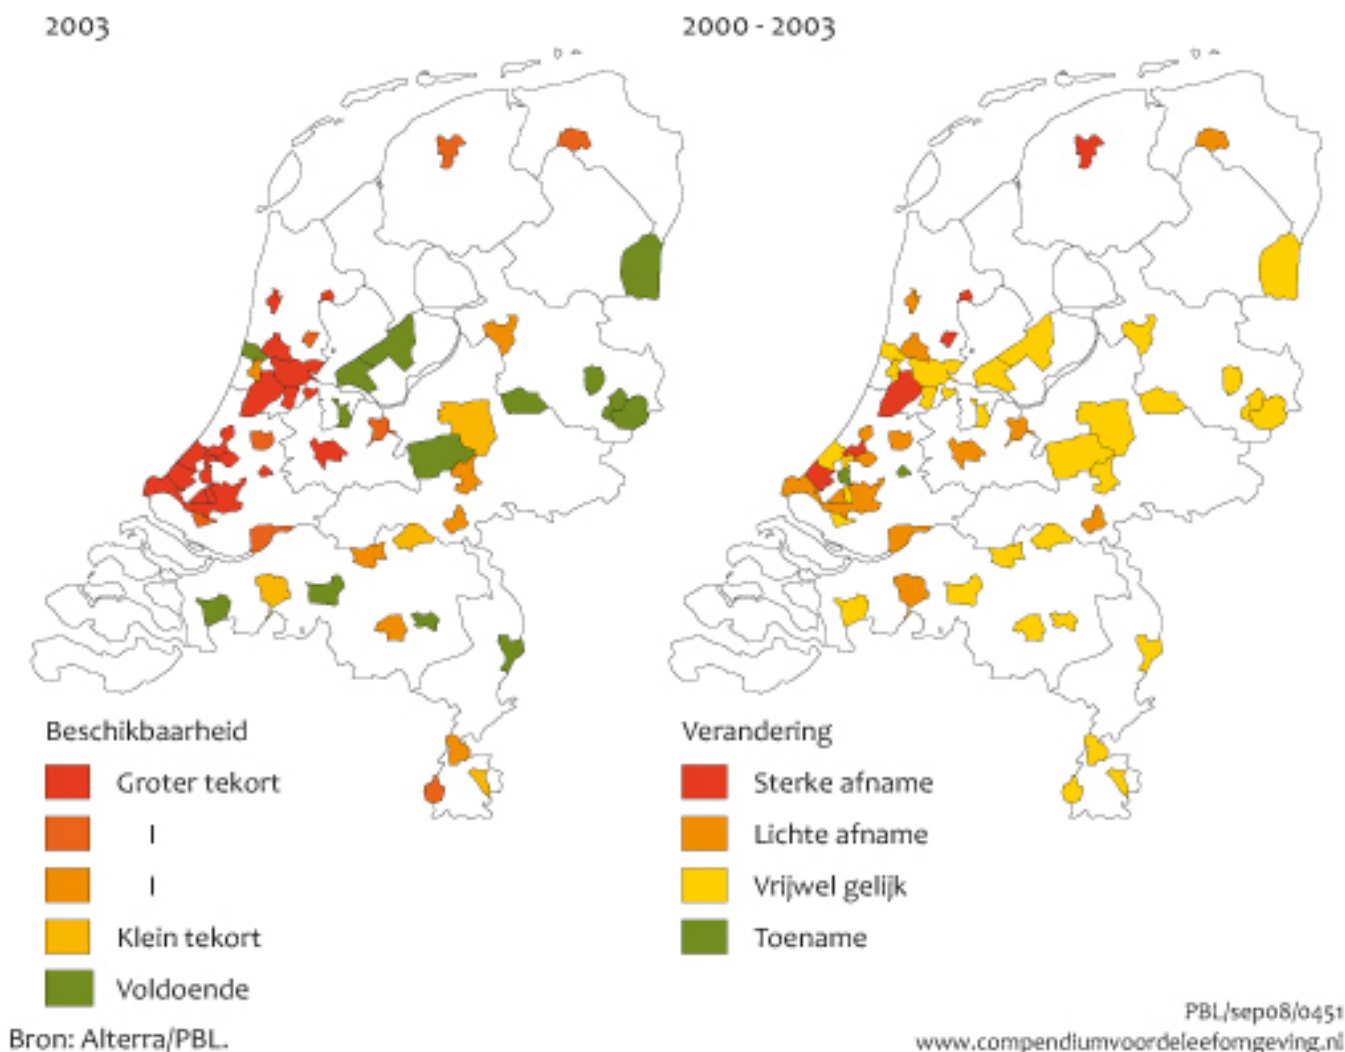 2003
2000 - 2003
Beschikbaarheid
Groter tekort
I
I
Klein tekort
Voldoende
Verandering
Sterke afname
Lichte afname
Vrijwel gelijk
Toename
Bron: Alterra/PBL.
PBL/sep08/0451
www.compendiumvoordeleefomgeving.nl